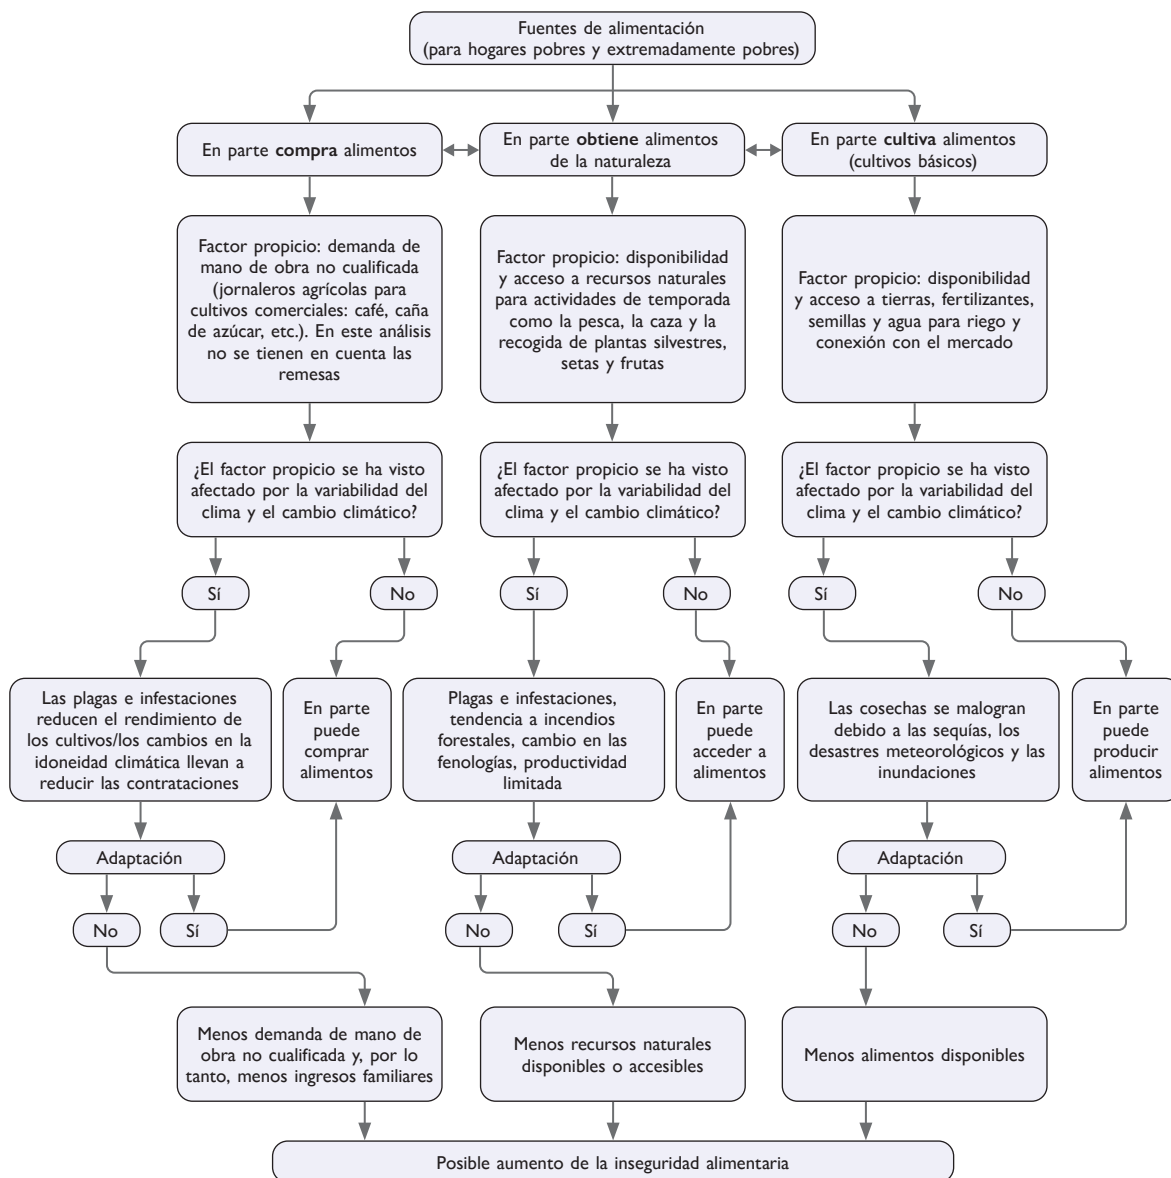 Fuentes de alimentación
(para hogares pobres y extremadamente pobres)
En parte compra alimentos
En parte obtiene alimentos
de la naturaleza
En parte cultiva alimentos
(cultivos básicos)
Factor propicio: demanda de
mano de obra no cualificada
(jornaleros agrícolas para
cultivos comerciales: café, caña
de azúcar, etc.). En este análisis
no se tienen en cuenta las
remesas
Factor propicio: disponibilidad
y acceso a recursos naturales
para actividades de temporada
como la pesca, la caza y la
recogida de plantas silvestres,
setas y frutas
Factor propicio: disponibilidad
y acceso a tierras, fertilizantes,
semillas y agua para riego y
conexión con el mercado
¿El factor propicio se ha visto
afectado por la variabilidad del
clima y el cambio climático?
¿El factor propicio se ha visto
afectado por la variabilidad del
clima y el cambio climático?
¿El factor propicio se ha visto
afectado por la variabilidad del
clima y el cambio climático?
Sí
No
Sí
No
Sí
No
Las plagas e infestaciones
reducen el rendimiento de
los cultivos/los cambios en la
idoneidad climática llevan a
reducir las contrataciones
En parte
puede
comprar
alimentos
Plagas e infestaciones,
tendencia a incendios
forestales, cambio en las
fenologías, productividad
limitada
En parte
puede
acceder a
alimentos
Las cosechas se malogran
debido a las sequías, los
desastres meteorológicos y las
inundaciones
En parte
puede
producir
alimentos
Adaptación
Adaptación
Adaptación
No
Sí
No
Sí
No
Sí
Menos demanda de mano de
obra no cualificada y, por lo
tanto, menos ingresos familiares
Menos recursos naturales
disponibles o accesibles
Menos alimentos disponibles
Posible aumento de la inseguridad alimentaria